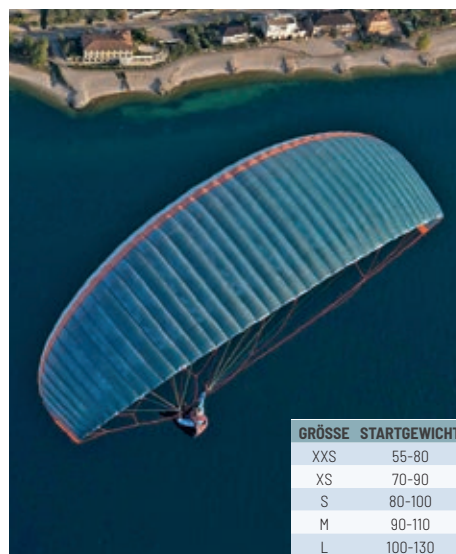 GRÖSSE STARTGEWICHT
XXS 55-80
XS 70-90
S 80-100
M 90-110
L 100-130